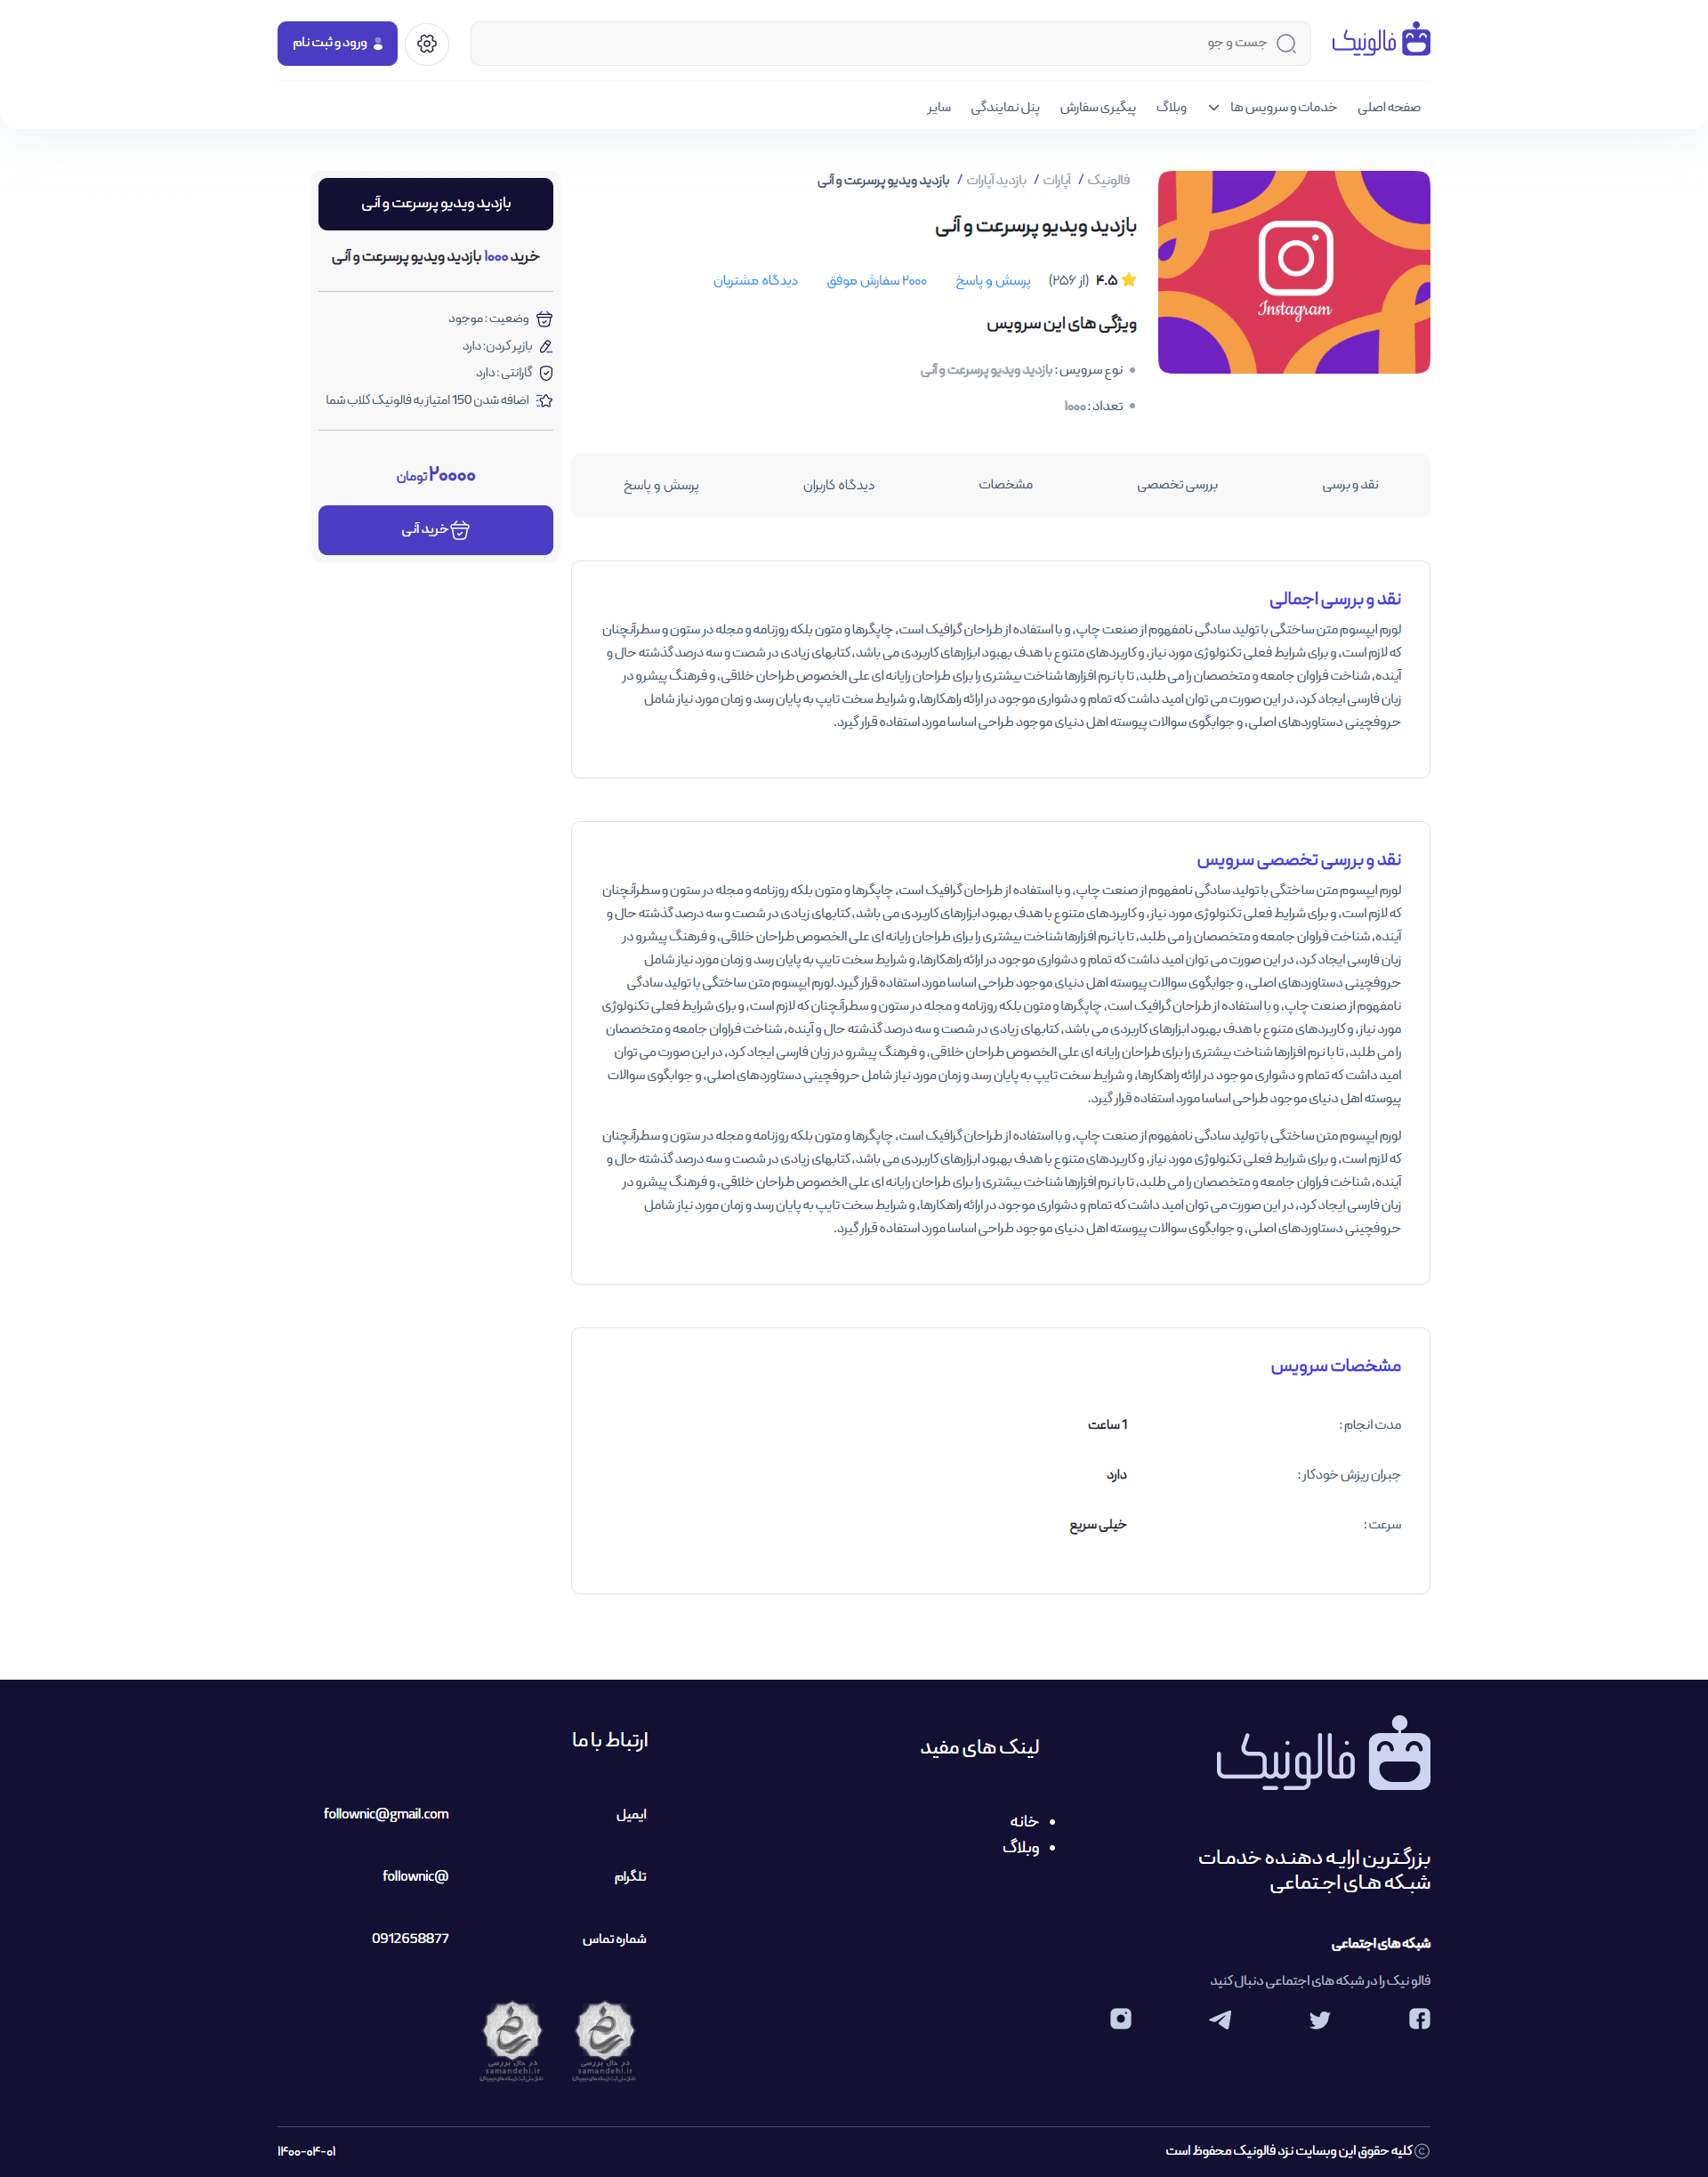 فالونیک
جست و جو
ورود و ثبت نام
صفحه اصلی
خدمات و سرویس ها
وبلاگ
پیگیری سفارش
پنل نمایندگی
سایر
Instagram
فالونیک / آپارات / بازدید آپارات / بازدید ویدیو پرسرعت و آنی
بازدید ویدیو پرسرعت و آنی
۴.۵ (از ۲۵۶) پرسش و پاسخ ۲۰۰۰ سفارش موفق دیدگاه مشتریان
ویژگی های این سرویس
نوع سرویس : بازدید ویدیو پرسرعت و آنی
تعداد : ۱۰۰۰
بازدید ویدیو پرسرعت و آنی
خرید ۱۰۰۰ بازدید ویدیو پرسرعت و آنی
وضعیت : موجود
بازپر کردن: دارد
گارانتی : دارد
اضافه شدن 150 امتیاز به فالونیک کلاب شما
۲۰۰۰۰ تومان
خرید آنی
نقد و برسی
بررسی تخصصی
مشخصات
دیدگاه کاربران
پرسش و پاسخ
نقد و بررسی اجمالی
لورم ایپسوم متن ساختگی با تولید سادگی نامفهوم از صنعت چاپ، و با استفاده از طراحان گرافیک است، چاپگرها و متون بلکه روزنامه و مجله در ستون و سطرآنچنان
که لازم است، و برای شرایط فعلی تکنولوژی مورد نیاز، و کاربردهای متنوع با هدف بهبود ابزارهای کاربردی می باشد، کتابهای زیادی در شصت و سه درصد گذشته حال و
آینده، شناخت فراوان جامعه و متخصصان را می طلبد، تا با نرم افزارها شناخت بیشتری را برای طراحان رایانه ای علی الخصوص طراحان خلاقی، و فرهنگ پیشرو در
زبان فارسی ایجاد کرد، در این صورت می توان امید داشت که تمام و دشواری موجود در ارائه راهکارها، و شرایط سخت تایپ به پایان رسد و زمان مورد نیاز شامل
حروفچینی دستاوردهای اصلی، و جوابگوی سوالات پیوسته اهل دنیای موجود طراحی اساسا مورد استفاده قرار گیرد.
نقد و بررسی تخصصی سرویس
لورم ایپسوم متن ساختگی با تولید سادگی نامفهوم از صنعت چاپ، و با استفاده از طراحان گرافیک است، چاپگرها و متون بلکه روزنامه و مجله در ستون و سطرآنچنان
که لازم است، و برای شرایط فعلی تکنولوژی مورد نیاز، و کاربردهای متنوع با هدف بهبود ابزارهای کاربردی می باشد، کتابهای زیادی در شصت و سه درصد گذشته حال و
آینده، شناخت فراوان جامعه و متخصصان را می طلبد، تا با نرم افزارها شناخت بیشتری را برای طراحان رایانه ای علی الخصوص طراحان خلاقی، و فرهنگ پیشرو در
زبان فارسی ایجاد کرد، در این صورت می توان امید داشت که تمام و دشواری موجود در ارائه راهکارها، و شرایط سخت تایپ به پایان رسد و زمان مورد نیاز شامل
حروفچینی دستاوردهای اصلی، و جوابگوی سوالات پیوسته اهل دنیای موجود طراحی اساسا مورد استفاده قرار گیرد.لورم ایپسوم متن ساختگی با تولید سادگی
نامفهوم از صنعت چاپ، و با استفاده از طراحان گرافیک است، چاپگرها و متون بلکه روزنامه و مجله در ستون و سطرآنچنان که لازم است، و برای شرایط فعلی تکنولوژی
مورد نیاز، و کاربردهای متنوع با هدف بهبود ابزارهای کاربردی می باشد، کتابهای زیادی در شصت و سه درصد گذشته حال و آینده، شناخت فراوان جامعه و متخصصان
را می طلبد، تا با نرم افزارها شناخت بیشتری را برای طراحان رایانه ای علی الخصوص طراحان خلاقی، و فرهنگ پیشرو در زبان فارسی ایجاد کرد، در این صورت می توان
امید داشت که تمام و دشواری موجود در ارائه راهکارها، و شرایط سخت تایپ به پایان رسد و زمان مورد نیاز شامل حروفچینی دستاوردهای اصلی، و جوابگوی سوالات
پیوسته اهل دنیای موجود طراحی اساسا مورد استفاده قرار گیرد.
لورم ایپسوم متن ساختگی با تولید سادگی نامفهوم از صنعت چاپ، و با استفاده از طراحان گرافیک است، چاپگرها و متون بلکه روزنامه و مجله در ستون و سطرآنچنان
که لازم است، و برای شرایط فعلی تکنولوژی مورد نیاز، و کاربردهای متنوع با هدف بهبود ابزارهای کاربردی می باشد، کتابهای زیادی در شصت و سه درصد گذشته حال و
آینده، شناخت فراوان جامعه و متخصصان را می طلبد، تا با نرم افزارها شناخت بیشتری را برای طراحان رایانه ای علی الخصوص طراحان خلاقی، و فرهنگ پیشرو در
زبان فارسی ایجاد کرد، در این صورت می توان امید داشت که تمام و دشواری موجود در ارائه راهکارها، و شرایط سخت تایپ به پایان رسد و زمان مورد نیاز شامل
حروفچینی دستاوردهای اصلی، و جوابگوی سوالات پیوسته اهل دنیای موجود طراحی اساسا مورد استفاده قرار گیرد.
مشخصات سرویس
مدت انجام : 1 ساعت
جبران ریزش خودکار : دارد
سرعت : خیلی سریع
فالونیک
بزرگـترین ارایـه دهنـده خدمـات
شبـکه هـای اجـتماعی
شبکه های اجتماعی
فالو نیک را در شبکه های اجتماعی دنبال کنید
لینک های مفید
خانه
وبلاگ
ارتباط با ما
ایمیل follownic@gmail.com
تلگرام @follownic
شماره تماس 0912658877
در حال بررسی
samandehi.ir
در حال بررسی
samandehi.ir
© کلیه حقوق این وبسایت نزد فالونیک محفوظ است
۱۴۰۰-۰۴-۰۱